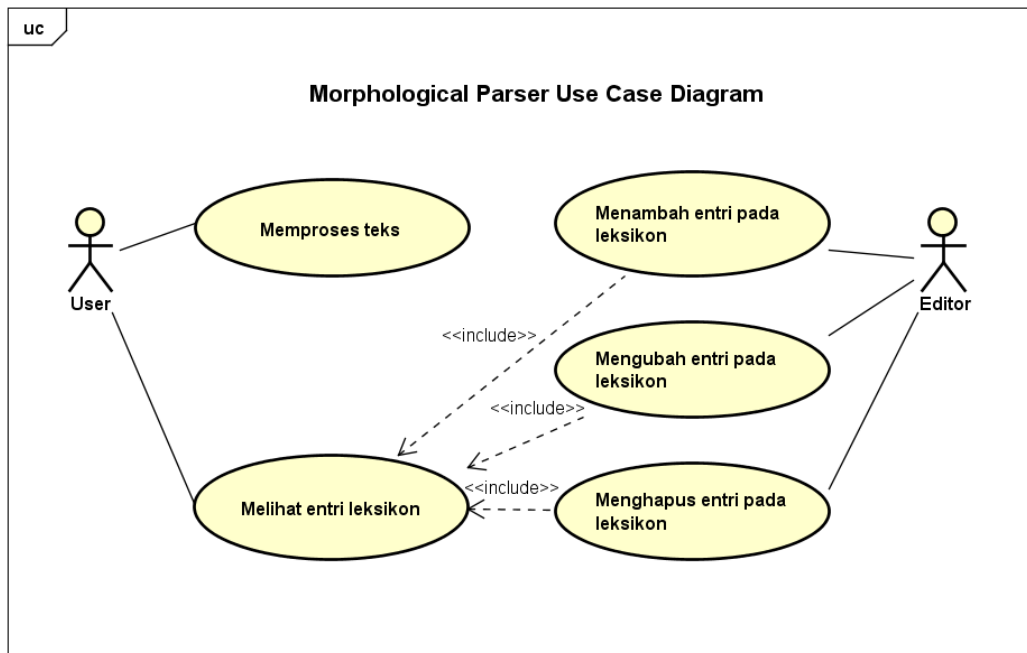 uc
Morphological Parser Use Case Diagram
Memproses teks
Menambah entri pada
leksikon
User
Editor
<<include>>
Mengubah entri pada
leksikon
<<include>>
<<include>>
Melihat entri leksikon
Menghapus entri pada
leksikon